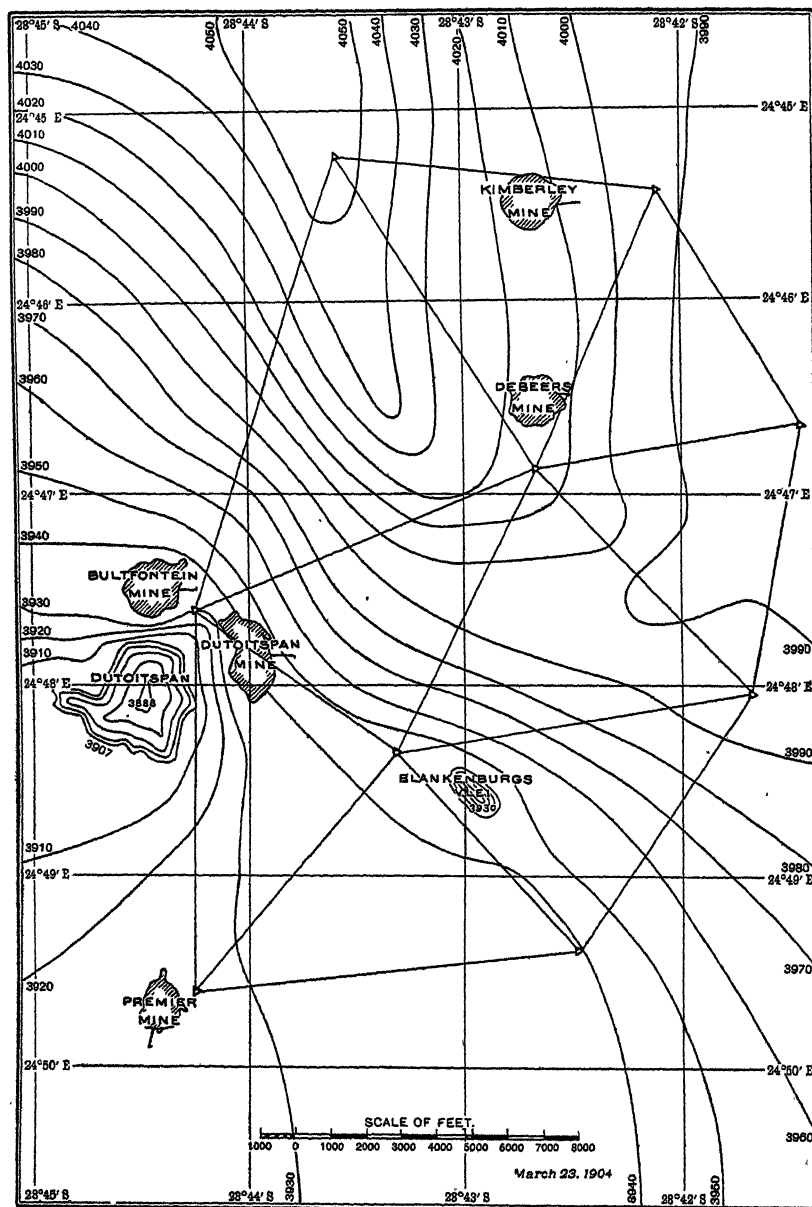 28°45' S
4040
4060
28°44' S
4050
4040
4030
28°43' S
4020
4010
4000
28°42' S
3990
4030
4020
24°45' E
24°45' E
4010
4000
3990
3980
KIMBERLEY
MINE
24°46' E
24°46' E
3970
3960
DEBEERS
MINE
3950
24°47' E
24°47' E
3940
BULTFONTEIN
MINE
3930
3920
3910
DUTOITSPAN
MINE
3990
24°48' E
DUTOITSPAN
24°48' E
3907
3990
BLANKENBURGS
VLEI
3930
3910
3980
24°49' E
24°49' E
3970
3920
PREMIER
MINE
24°50' E
24°50' E
SCALE OF FEET.
1000 0 1000 2000 3000 4000 5000 6000 7000 8000
3960
March 23. 1904
28°45' S
28°44' S
3930
28°43' S
3940
28°42' S
3950